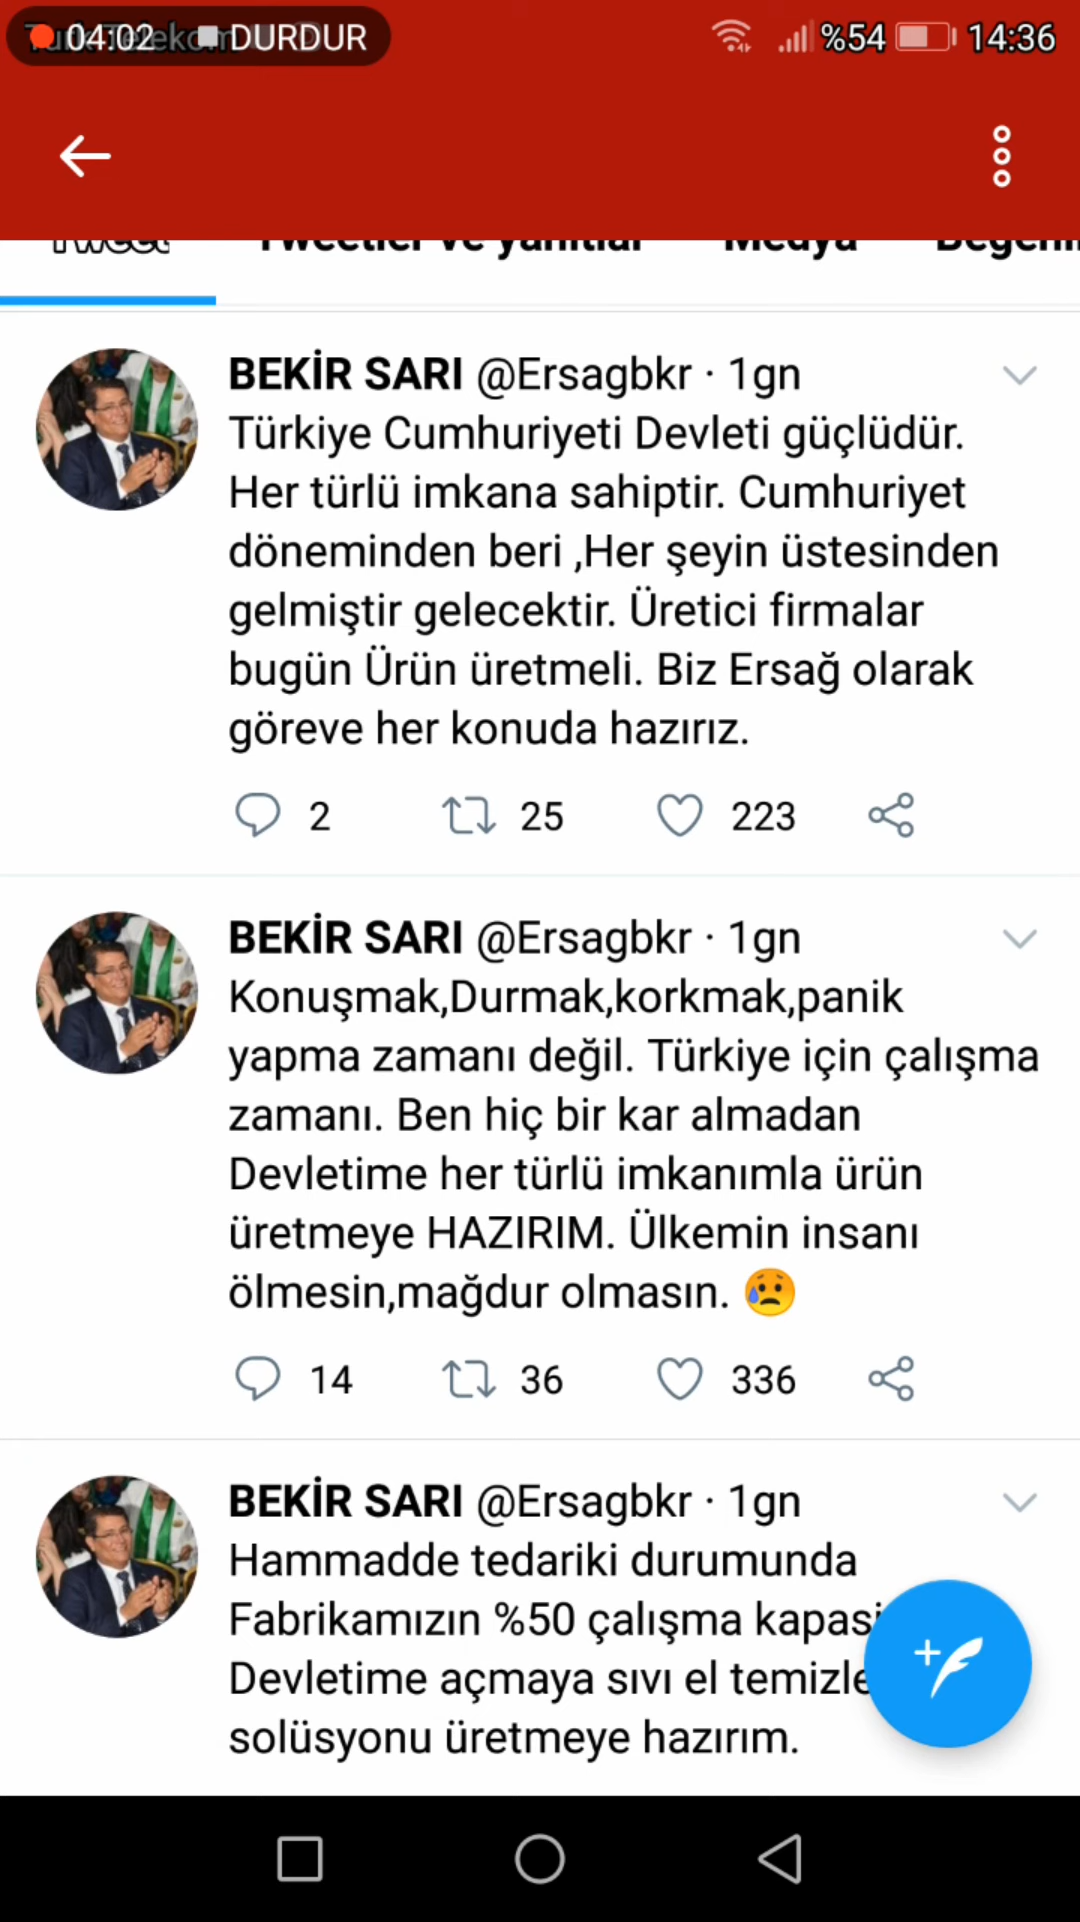 04:02 DURDUR %54 14:36
Tweet Tweetler ve yanıtlar Medya
BEKİR SARI @Ersagbkr · 1gn
Türkiye Cumhuriyeti Devleti güçlüdür.
Her türlü imkana sahiptir. Cumhuriyet
döneminden beri ,Her şeyin üstesinden
gelmiştir gelecektir. Üretici firmalar
bugün Ürün üretmeli. Biz Ersağ olarak
göreve her konuda hazırız.
2 25 223
BEKİR SARI @Ersagbkr · 1gn
Konuşmak,Durmak,korkmak,panik
yapma zamanı değil. Türkiye için çalışma
zamanı. Ben hiç bir kar almadan
Devletime her türlü imkanımla ürün
üretmeye HAZIRIM. Ülkemin insanı
ölmesin,mağdur olmasın. 😥
14 36 336
BEKİR SARI @Ersagbkr · 1gn
Hammadde tedariki durumunda
Fabrikamızın %50 çalışma kapasi
Devletime açmaya sıvı el temizle
solüsyonu üretmeye hazırım.